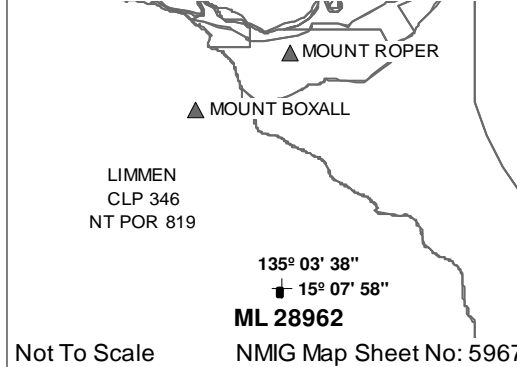 MOUNT ROPER
MOUNT BOXALL
LIMMEN
CLP 346
NT POR 819
135º 03' 38"
15º 07' 58"
ML 28962
Not To Scale NMIG Map Sheet No: 5967